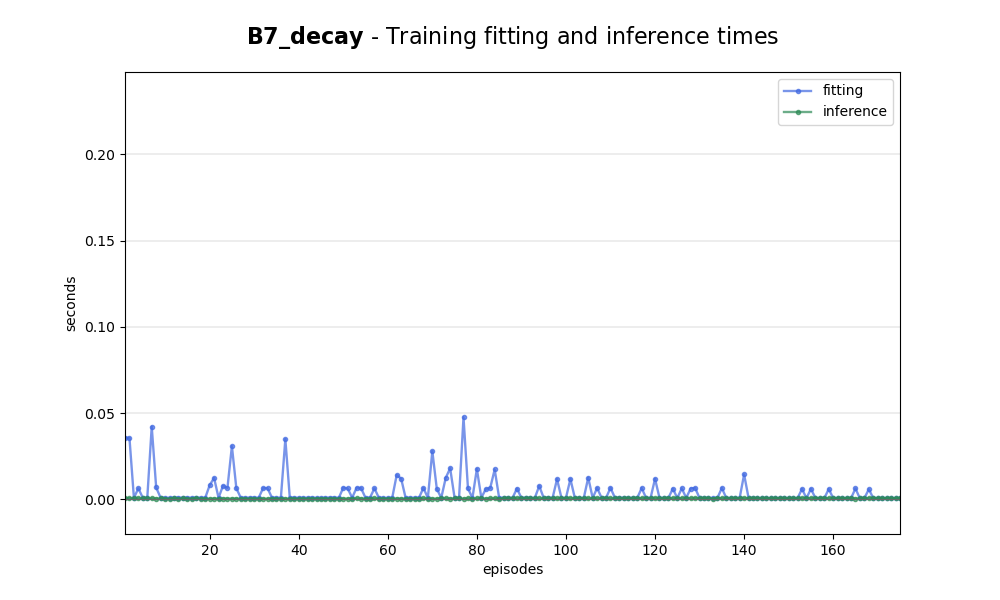 B7_decay - Training fitting and inference times
fitting
inference
0.20
0.15
0.10
0.05
0.00
seconds
20 40 60 80 100 120 140 160
episodes